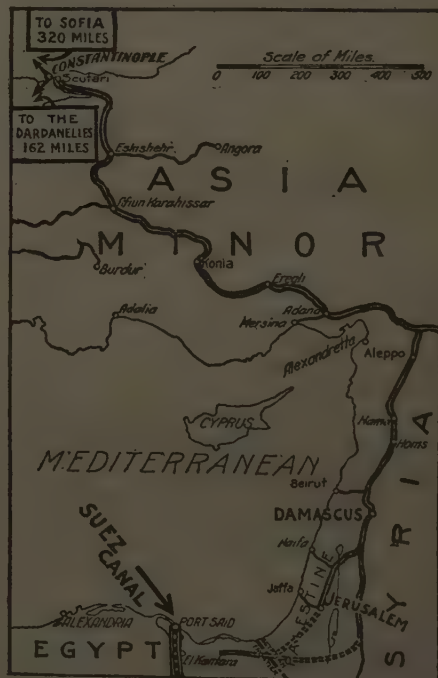 TO SOFIA
320 MILES
CONSTANTINOPLE
Scale of Miles.
0 100 200 300 400 500
Scutari
TO THE
DARDANELLES
162 MILES
Eskishehr
Angora
ASIA
Afiun Karahissar
MINOR
Burdur
Konia
Eregli
Adalia
Mersina
Adana
Alexandretta
Aleppo
CYPRUS
Hama
Homs
MEDITERRANEAN
Beirut
DAMASCUS
SYRIA
SUEZ
CANAL
Haifa
Jaffa
JERUSALEM
ALEXANDRIA
PORT SAID
EGYPT
El Kantara